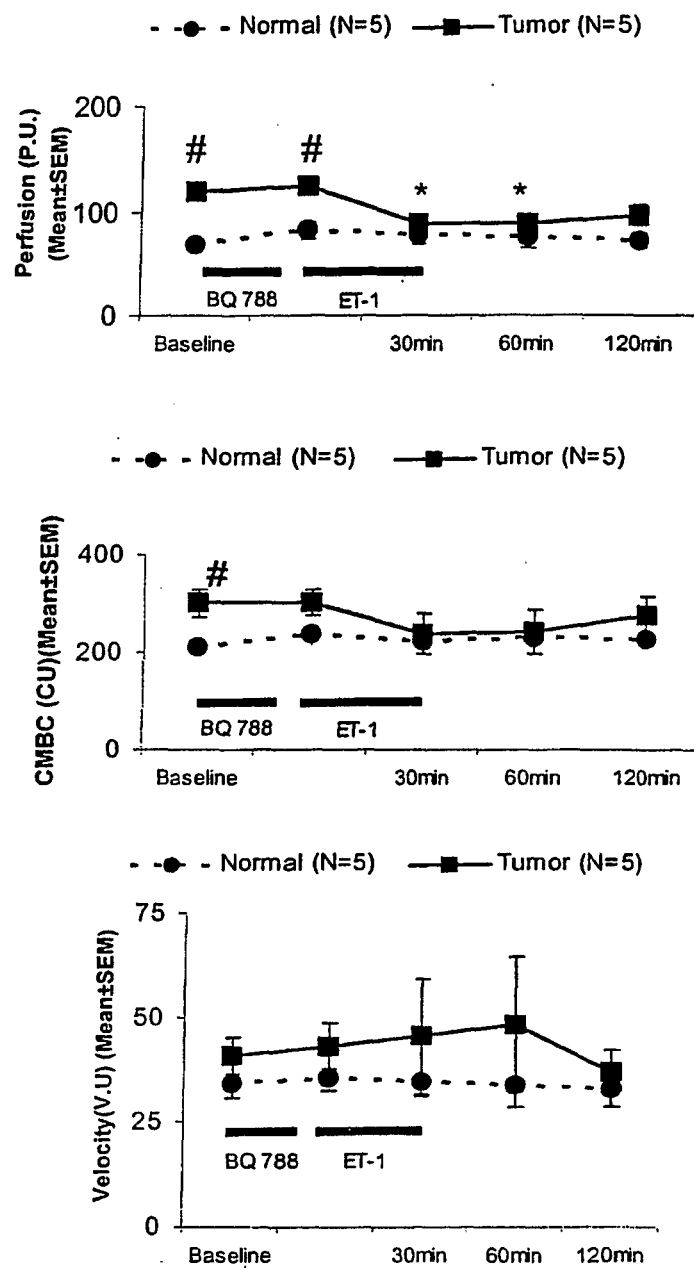 Normal (N=5) Tumor (N=5)
Perfusion (P.U.)
(Mean±SEM)
200
100
0
# # * *
BQ 788 ET-1
Baseline 30min 60min 120min
Normal (N=5) Tumor (N=5)
CMBC (CU)(Mean±SEM)
400
200
0
#
BQ 788 ET-1
Baseline 30min 60min 120min
Normal (N=5) Tumor (N=5)
Velocity(V.U) (Mean±SEM)
75
50
25
0
BQ 788 ET-1
Baseline 30min 60min 120min